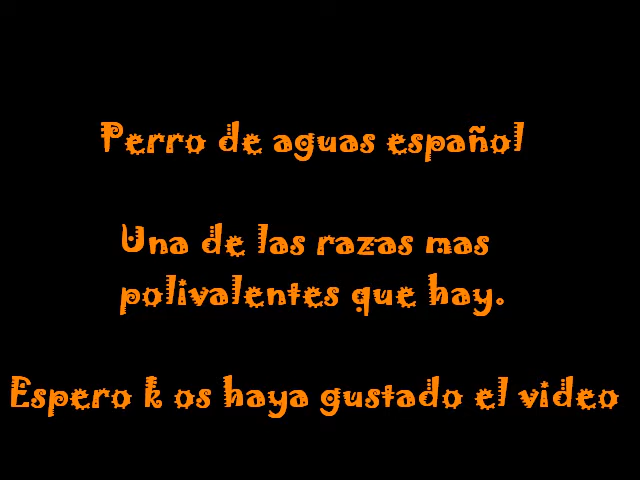 Perro de aguas español
Una de las razas mas
polivalentes que hay.
Espero k os haya gustado el video